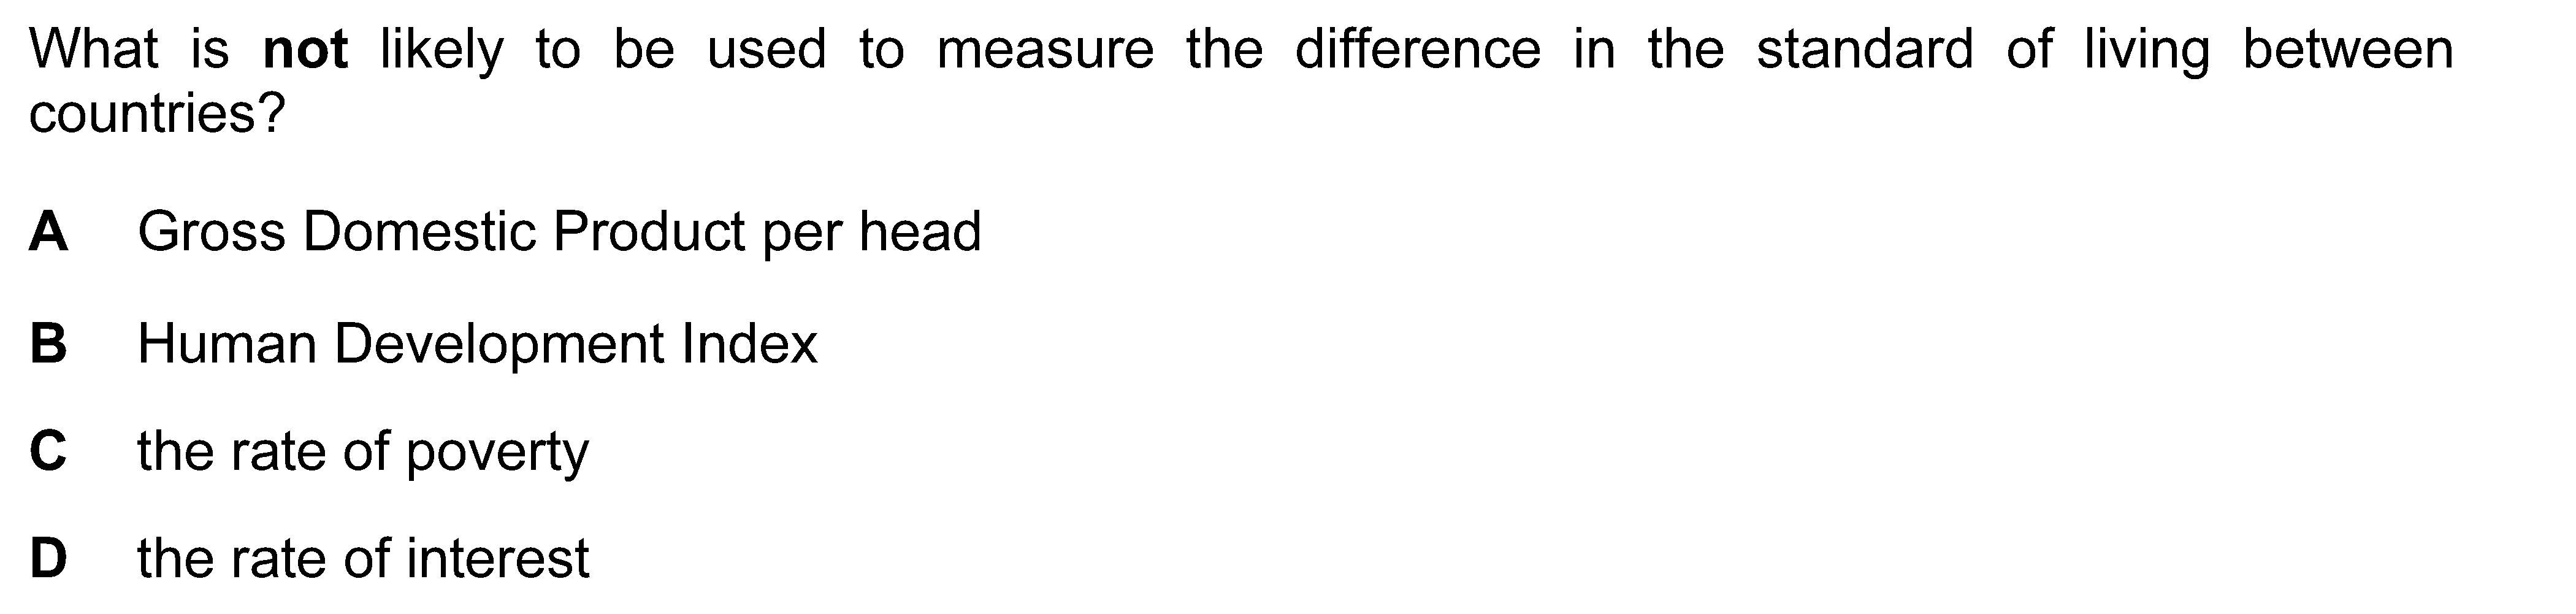 What is not likely to be used to measure the difference in the standard of living between
countries?
A Gross Domestic Product per head
B Human Development Index
C the rate of poverty
D the rate of interest